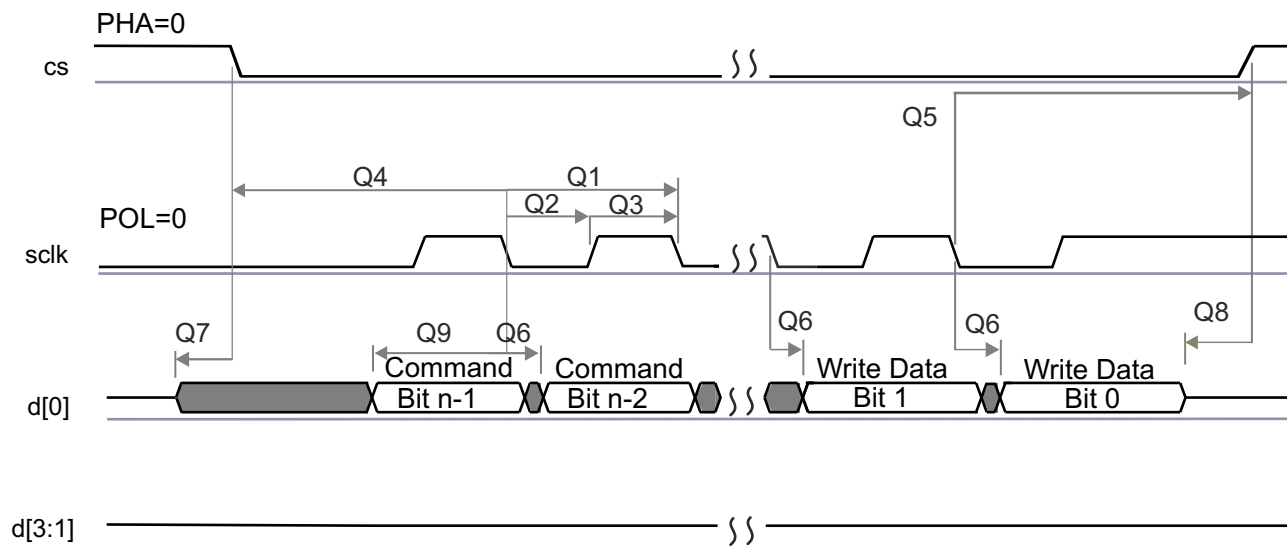 PHA=0
cs
Q5
Q4 Q1
Q2 Q3
POL=0
sclk
Q7 Q9 Q6 Q6 Q6 Q8
Command Command Write Data Write Data
d[0] Bit n-1 Bit n-2 Bit 1 Bit 0
d[3:1]